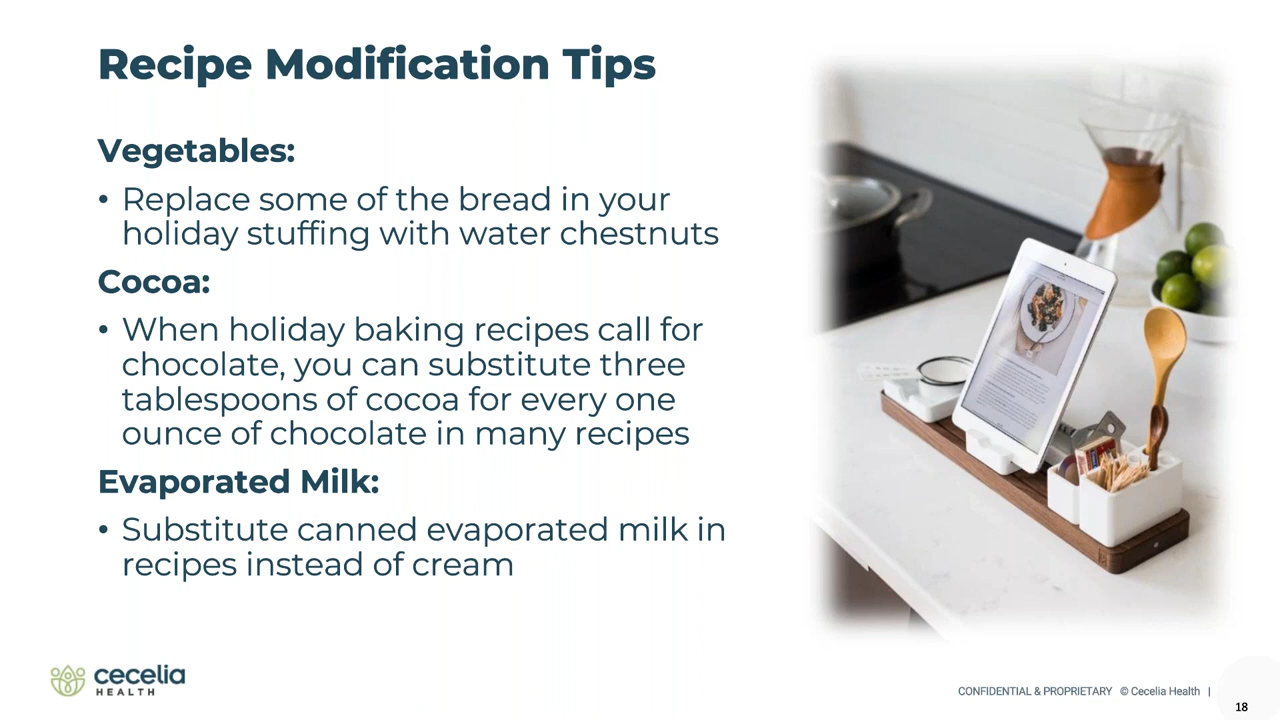 Recipe Modification Tips
Vegetables:
• Replace some of the bread in your
holiday stuffing with water chestnuts
Cocoa:
• When holiday baking recipes call for
chocolate, you can substitute three
tablespoons of cocoa for every one
ounce of chocolate in many recipes
Evaporated Milk:
• Substitute canned evaporated milk in
recipes instead of cream
cecelia
HEALTH
CONFIDENTIAL & PROPRIETARY © Cecelia Health |
18